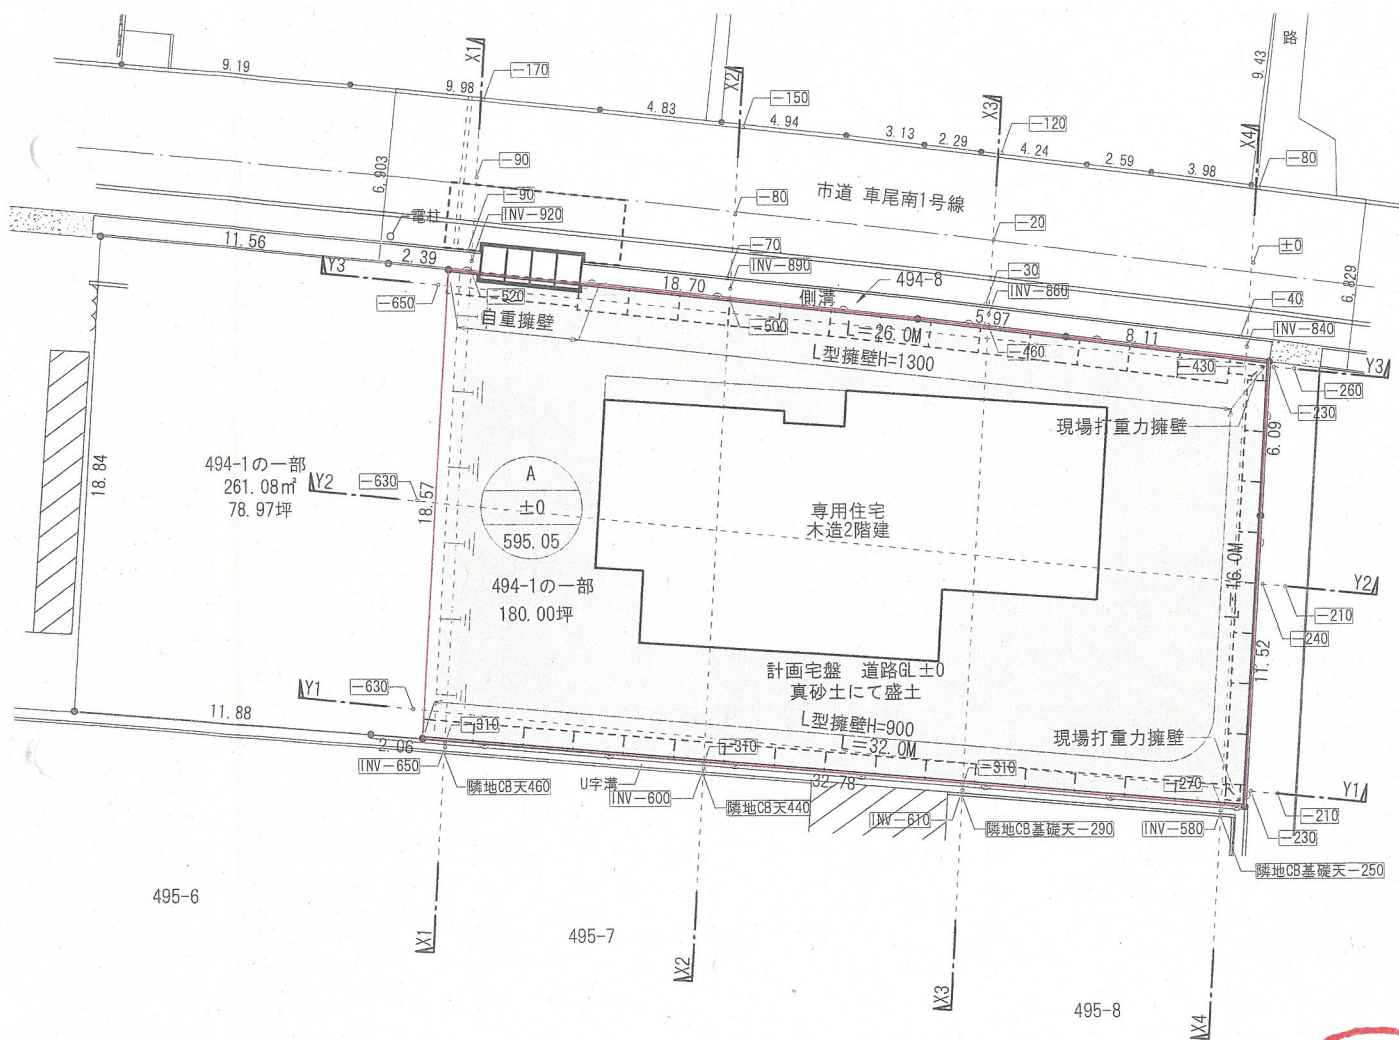 路
9.19
9.98
X1
-170
4.83
X2
-150
4.94
3.13
2.29
X3
-120
4.24
2.59
3.98
X4
9.43
-80
6.903
-90
-90
市道 車尾南1号線
-80
-20
±0
6.829
電柱
INV-920
-70
INV-890
-30
INV-860
-40
INV-840
11.56
2.39
Y3
-650
-520
18.70
側溝
494-8
-500
自重擁壁
L=26.0M
5.97
-460
8.11
-430
L型擁壁H=1300
Y3
-260
-230
現場打重力擁壁
6.09
18.84
494-1の一部
261.08㎡
78.97坪
Y2
-630
18.57
A
±0
595.05
494-1の一部
180.00坪
専用住宅
木造2階建
L=16.0M
Y2
-210
-240
11.52
計画宅盤 道路GL±0
真砂土にて盛土
Y1
-630
11.88
2.06
-310
L型擁壁H=900
L=32.0M
現場打重力擁壁
-310
-310
-270
Y1
-210
-230
INV-650
隣地CB天460
U字溝
INV-600
隣地CB天440
32.78
INV-610
隣地CB基礎天-290
INV-580
隣地CB基礎天-250
495-6
495-7
495-8
X1
X2
X3
X4